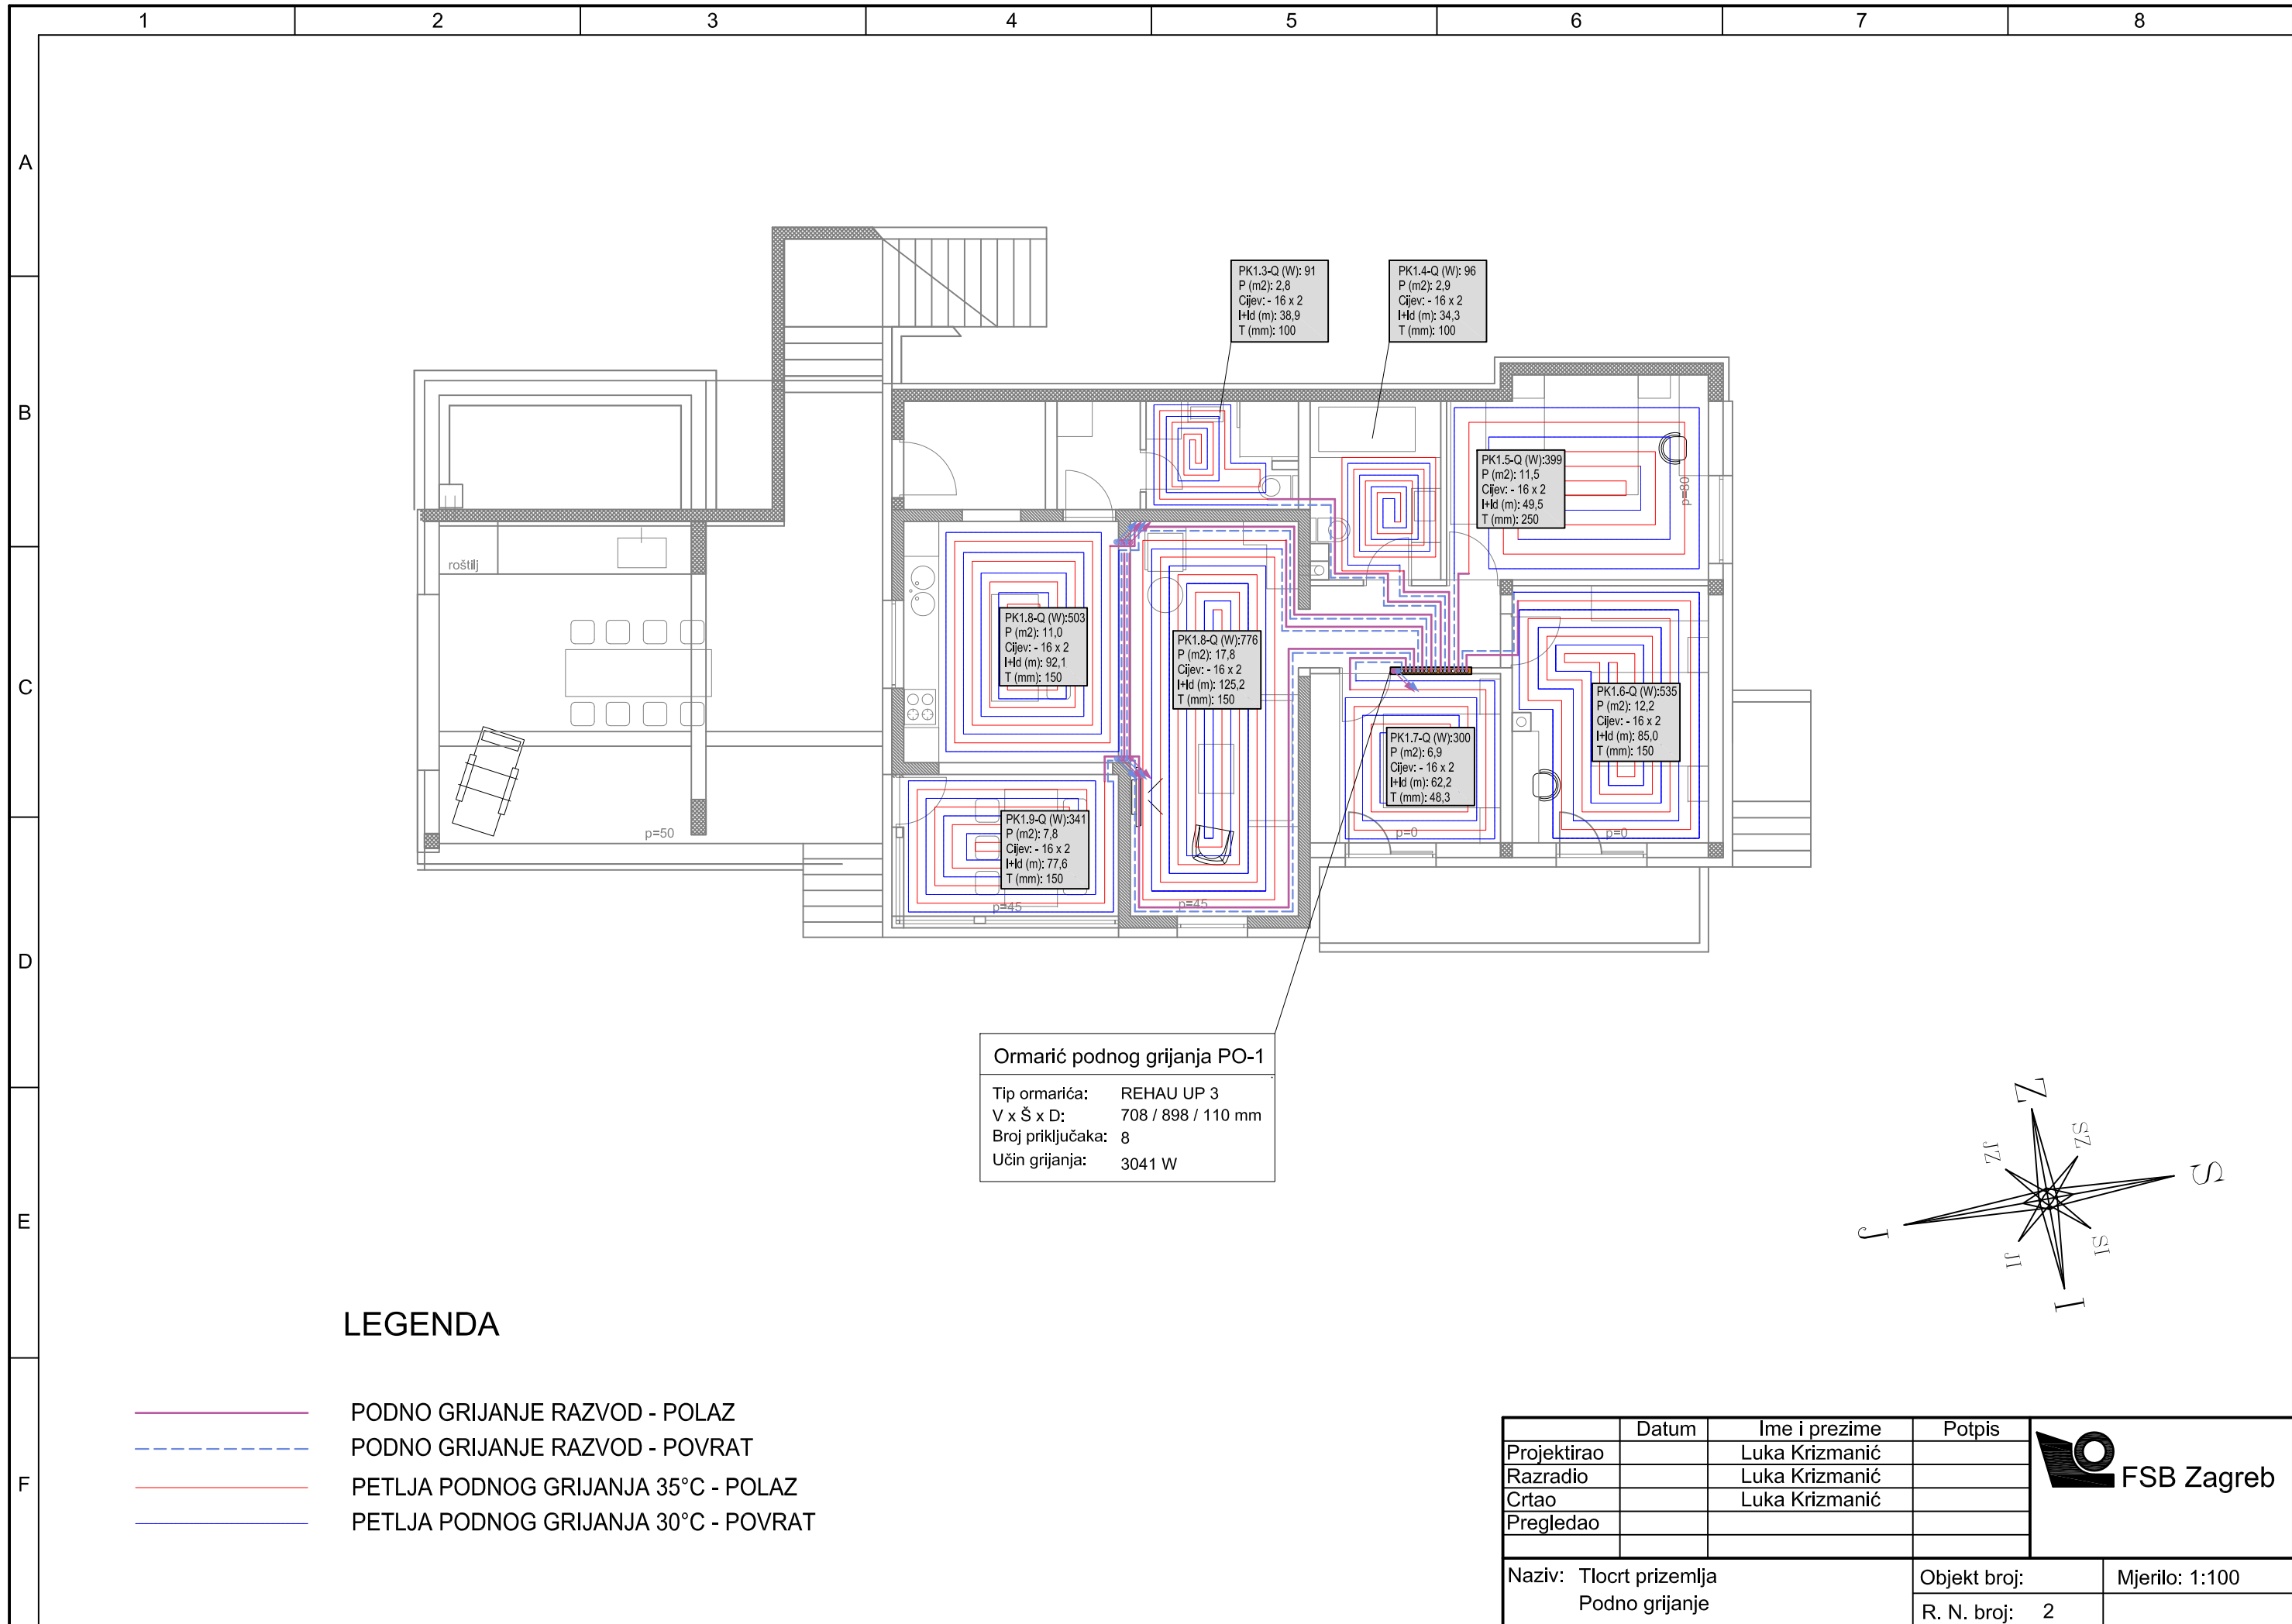 1 2 3 4 5 6 7 8
A
B
C
D
E
F
PK1.3-Q (W): 91
P (m2): 2,8
Cijev: - 16 x 2
l+ld (m): 38,9
T (mm): 100
PK1.4-Q (W): 96
P (m2): 2,9
Cijev: - 16 x 2
l+ld (m): 34,3
T (mm): 100
PK1.5-Q (W):399
P (m2): 11,5
Cijev: - 16 x 2
l+ld (m): 49,5
T (mm): 250
p=80
roštilj
PK1.8-Q (W):503
P (m2): 11,0
Cijev: - 16 x 2
l+ld (m): 92,1
T (mm): 150
PK1.8-Q (W):776
P (m2): 17,8
Cijev: - 16 x 2
l+ld (m): 125,2
T (mm): 150
PK1.6-Q (W):535
P (m2): 12,2
Cijev: - 16 x 2
l+ld (m): 85,0
T (mm): 150
PK1.7-Q (W):300
P (m2): 6,9
Cijev: - 16 x 2
l+ld (m): 62,2
T (mm): 48,3
PK1.9-Q (W):341
P (m2): 7,8
Cijev: - 16 x 2
l+ld (m): 77,6
T (mm): 150
p=50
p=0
p=0
p=45
p=45
Ormarić podnog grijanja PO-1
Tip ormarića: REHAU UP 3
V x Š x D: 708 / 898 / 110 mm
Broj priključaka: 8
Učin grijanja: 3041 W
Z
SZ
S
SI
I
JI
J
JZ
LEGENDA
PODNO GRIJANJE RAZVOD - POLAZ
PODNO GRIJANJE RAZVOD - POVRAT
PETLJA PODNOG GRIJANJA 35°C - POLAZ
PETLJA PODNOG GRIJANJA 30°C - POVRAT
Datum Ime i prezime Potpis
Projektirao Luka Krizmanić
Razradio Luka Krizmanić
Crtao Luka Krizmanić
Pregledao
FSB Zagreb
Naziv: Tlocrt prizemlja
Podno grijanje
Objekt broj:
R. N. broj: 2
Mjerilo: 1:100